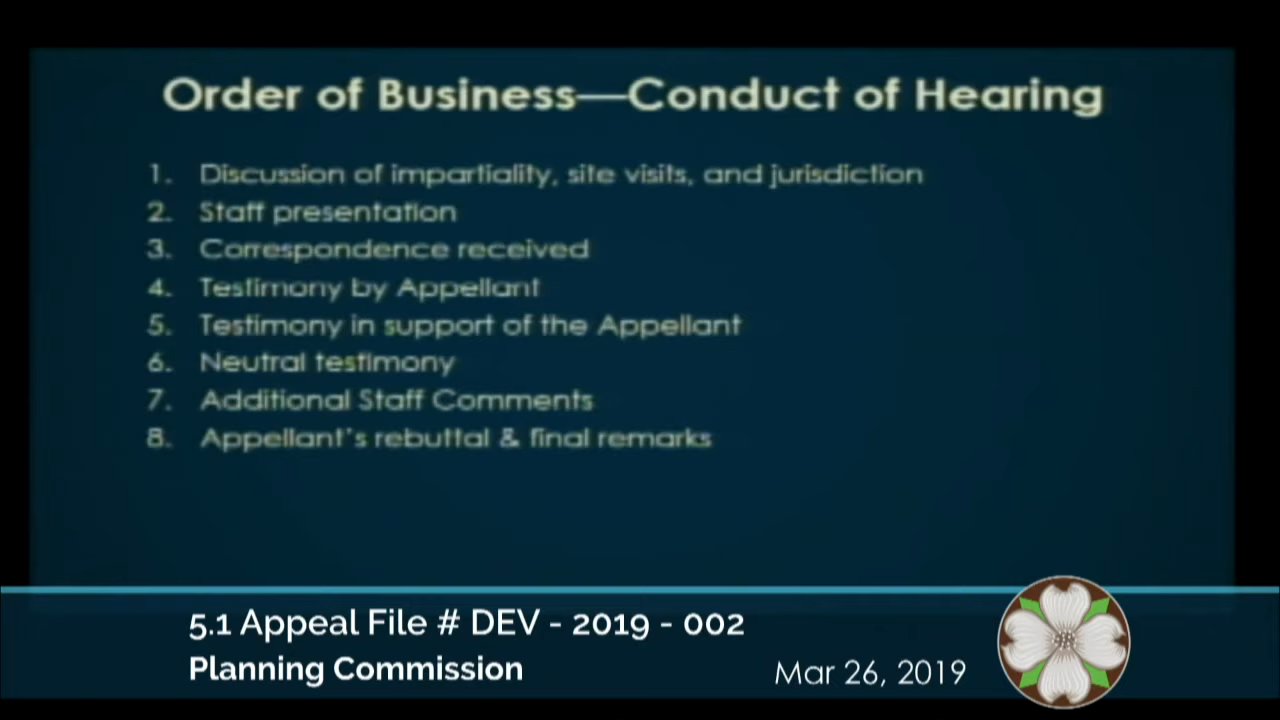 Order of Business—Conduct of Hearing
1. Discussion of impartiality, site visits, and jurisdiction
2. Staff presentation
3. Correspondence received
4. Testimony by Appellant
5. Testimony in support of the Appellant
6. Neutral testimony
7. Additional Staff Comments
8. Appellant's rebuttal & final remarks
5.1 Appeal File # DEV - 2019 - 002
Planning Commission
Mar 26, 2019